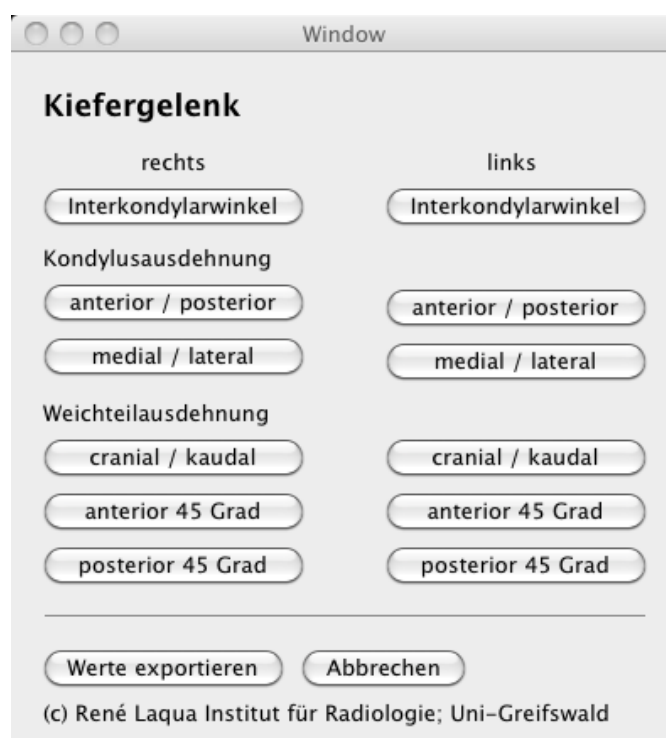 Window
Kiefergelenk
rechts links
Interkondylarwinkel Interkondylarwinkel
Kondylusausdehnung
anterior / posterior anterior / posterior
medial / lateral medial / lateral
Weichteilausdehnung
cranial / kaudal cranial / kaudal
anterior 45 Grad anterior 45 Grad
posterior 45 Grad posterior 45 Grad
Werte exportieren Abbrechen
(c) René Laqua Institut für Radiologie; Uni-Greifswald